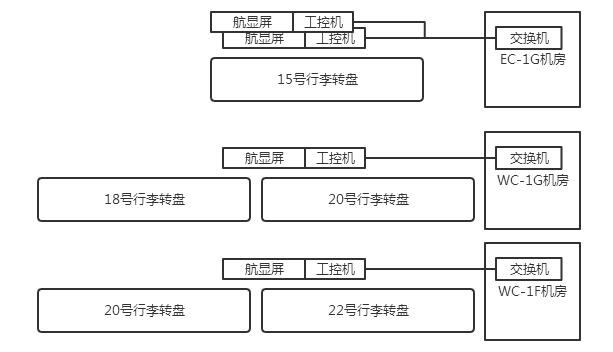 航显屏 工控机
航显屏 工控机 交换机
EC-1G机房
15号行李转盘
航显屏 工控机 交换机
WC-1G机房
18号行李转盘 20号行李转盘
航显屏 工控机 交换机
WC-1F机房
20号行李转盘 22号行李转盘